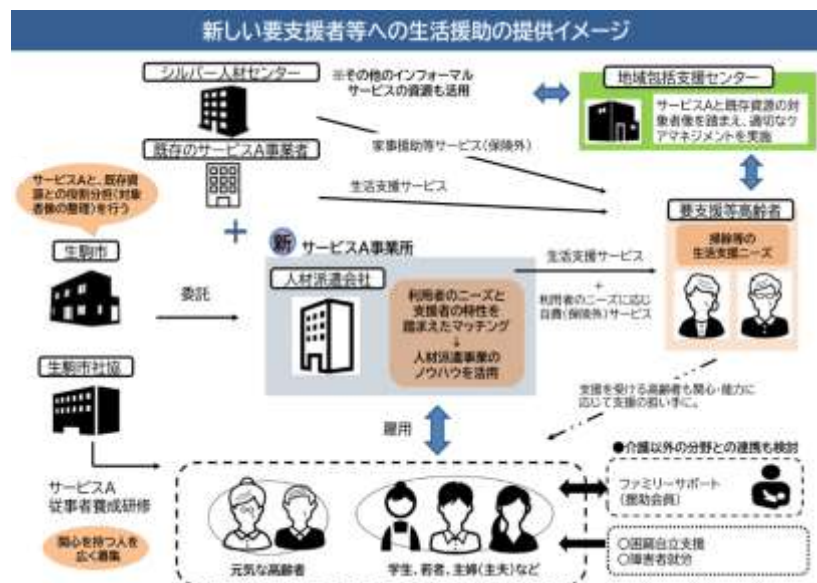 新しい要支援者等への生活援助の提供イメージ
シルバー人材センター
※その他のインフォーマル
サービスの資源も活用
地域包括支援センター
サービスAと既存資源の対
象者像を踏まえ、適切なケ
アマネジメントを実施
既存のサービスA事業者
家事援助等サービス(保険外)
生活支援サービス
サービスAと、既存資
源との役割分担(対象
者像の整理)を行う
要支援等高齢者
掃除等の
生活支援ニーズ
生駒市
委託
新 サービスA事業所
人材派遣会社
利用者のニーズと
支援者の特性を
踏まえたマッチング
↓
人材派遣事業の
ノウハウを活用
生活支援サービス
+
利用者のニーズに応じ
自費(保険外)サービス
生駒市社協
支援を受ける高齢者も関心・能力に
応じて支援の担い手に。
雇用
●介護以外の分野との連携も検討
サービスA
従事者養成研修
関心を持つ人を
広く募集
ファミリーサポート
(援助会員)
○困窮自立支援
○障害者就労
元気な高齢者
学生、若者、主婦(主夫)など